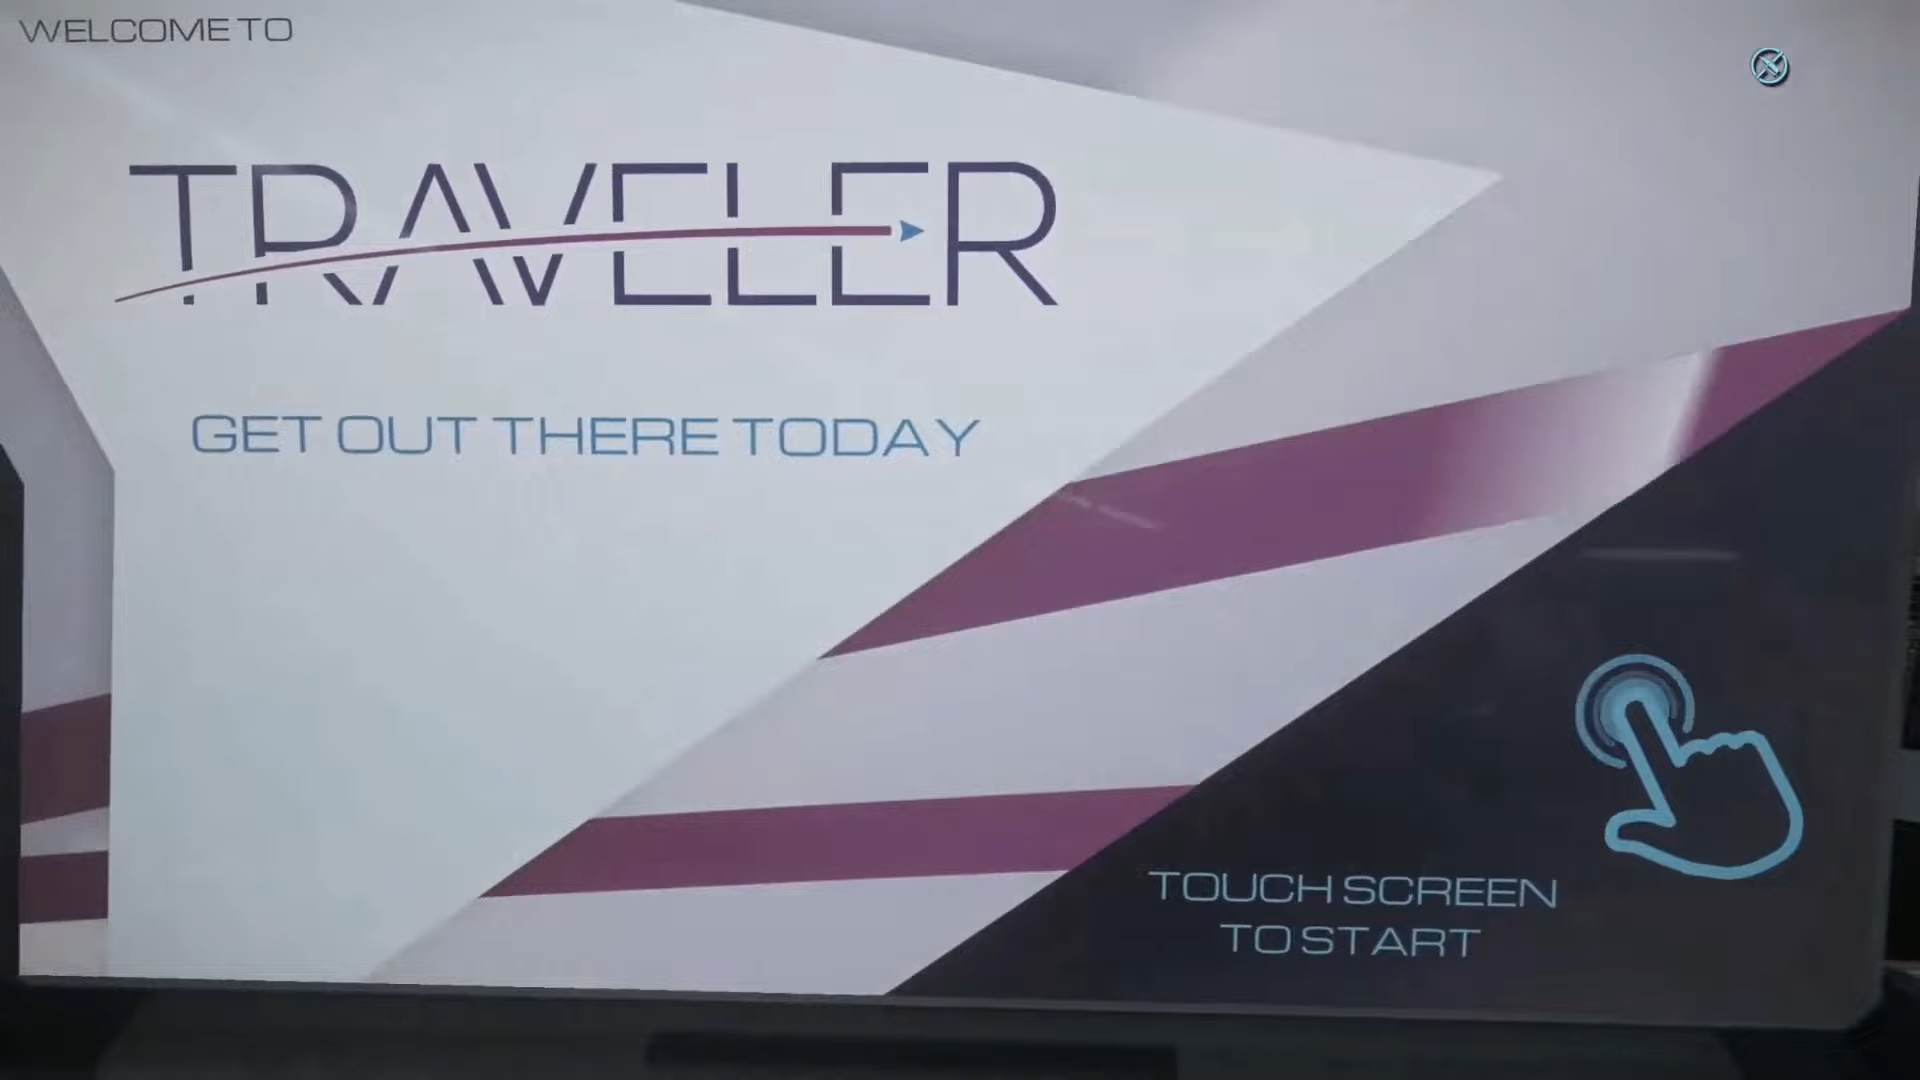 WELCOME TO
TRAVELER
GET OUT THERE TODAY
TOUCH SCREEN
TO START